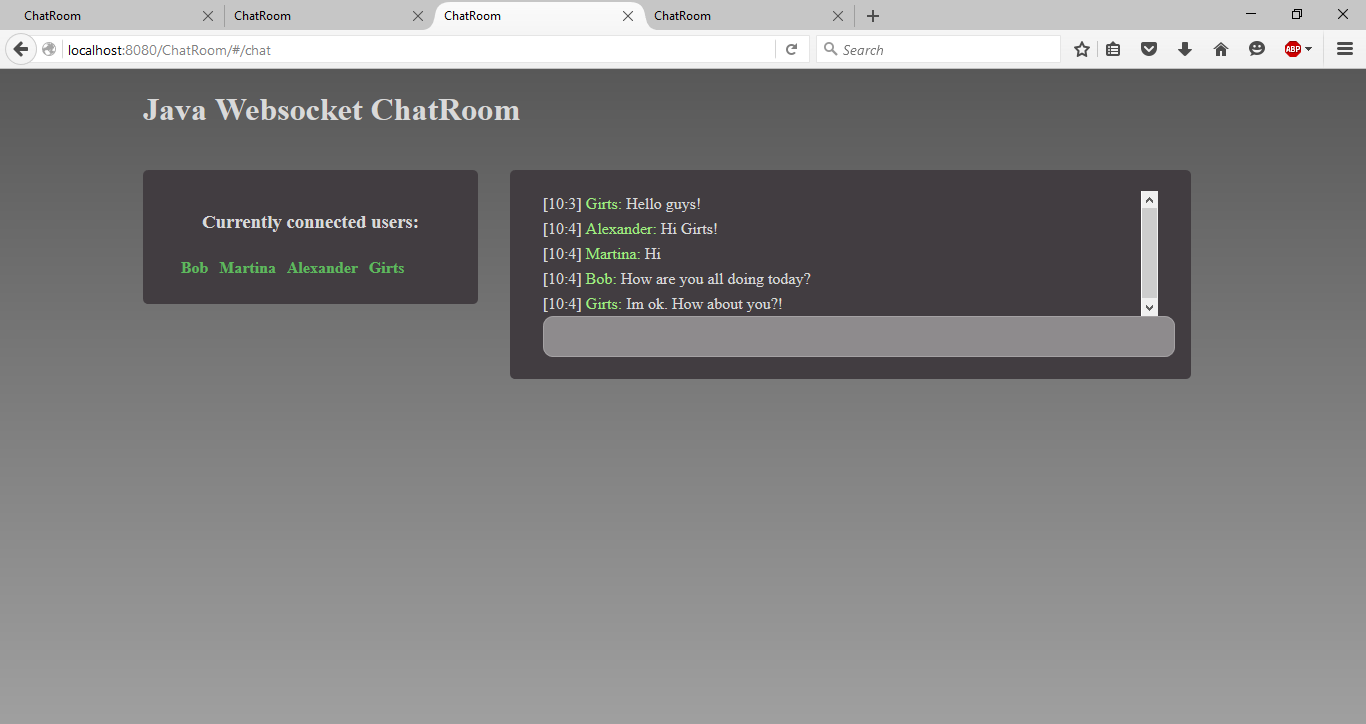 ChatRoom ChatRoom ChatRoom ChatRoom
localhost:8080/ChatRoom/#/chat Search ABP
Java Websocket ChatRoom
Currently connected users:
Bob Martina Alexander Girts
[10:3] Girts: Hello guys!
[10:4] Alexander: Hi Girts!
[10:4] Martina: Hi
[10:4] Bob: How are you all doing today?
[10:4] Girts: Im ok. How about you?!